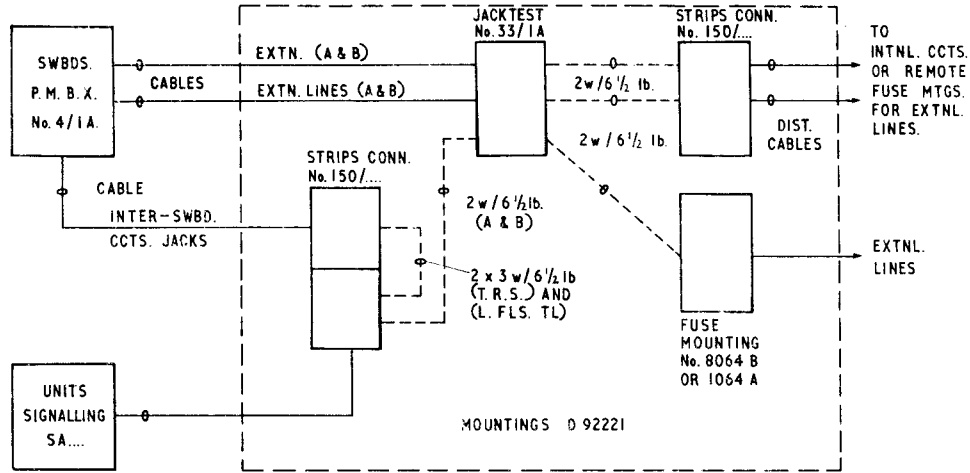 SWBDS.
P.M.B.X.
No.4/1A.
CABLES
EXTN. (A & B)
EXTN. LINES (A&B)
JACKTEST
No.33/1A
2w/6½ lb.
2w/6½ lb.
STRIPS CONN.
No.150/....
DIST.
CABLES
TO
INTNL. CCTS.
OR REMOTE
FUSE MTGS.
FOR EXTNL.
LINES.
CABLE
INTER-SWBD.
CCTS. JACKS
STRIPS CONN.
No.150/....
2w/6½lb.
(A & B)
2 x 3w/6½ lb
(T.R.S.) AND
(L. FLS. TL)
EXTNL.
LINES
FUSE
MOUNTING
No.8064 B
OR 1064 A
UNITS
SIGNALLING
SA....
MOUNTINGS D 92221